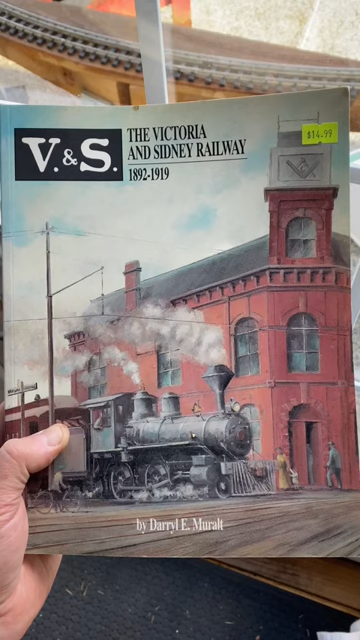 V.&S.
THE VICTORIA
AND SIDNEY RAILWAY
1892-1919
$14.99
by Darryl E. Muralt